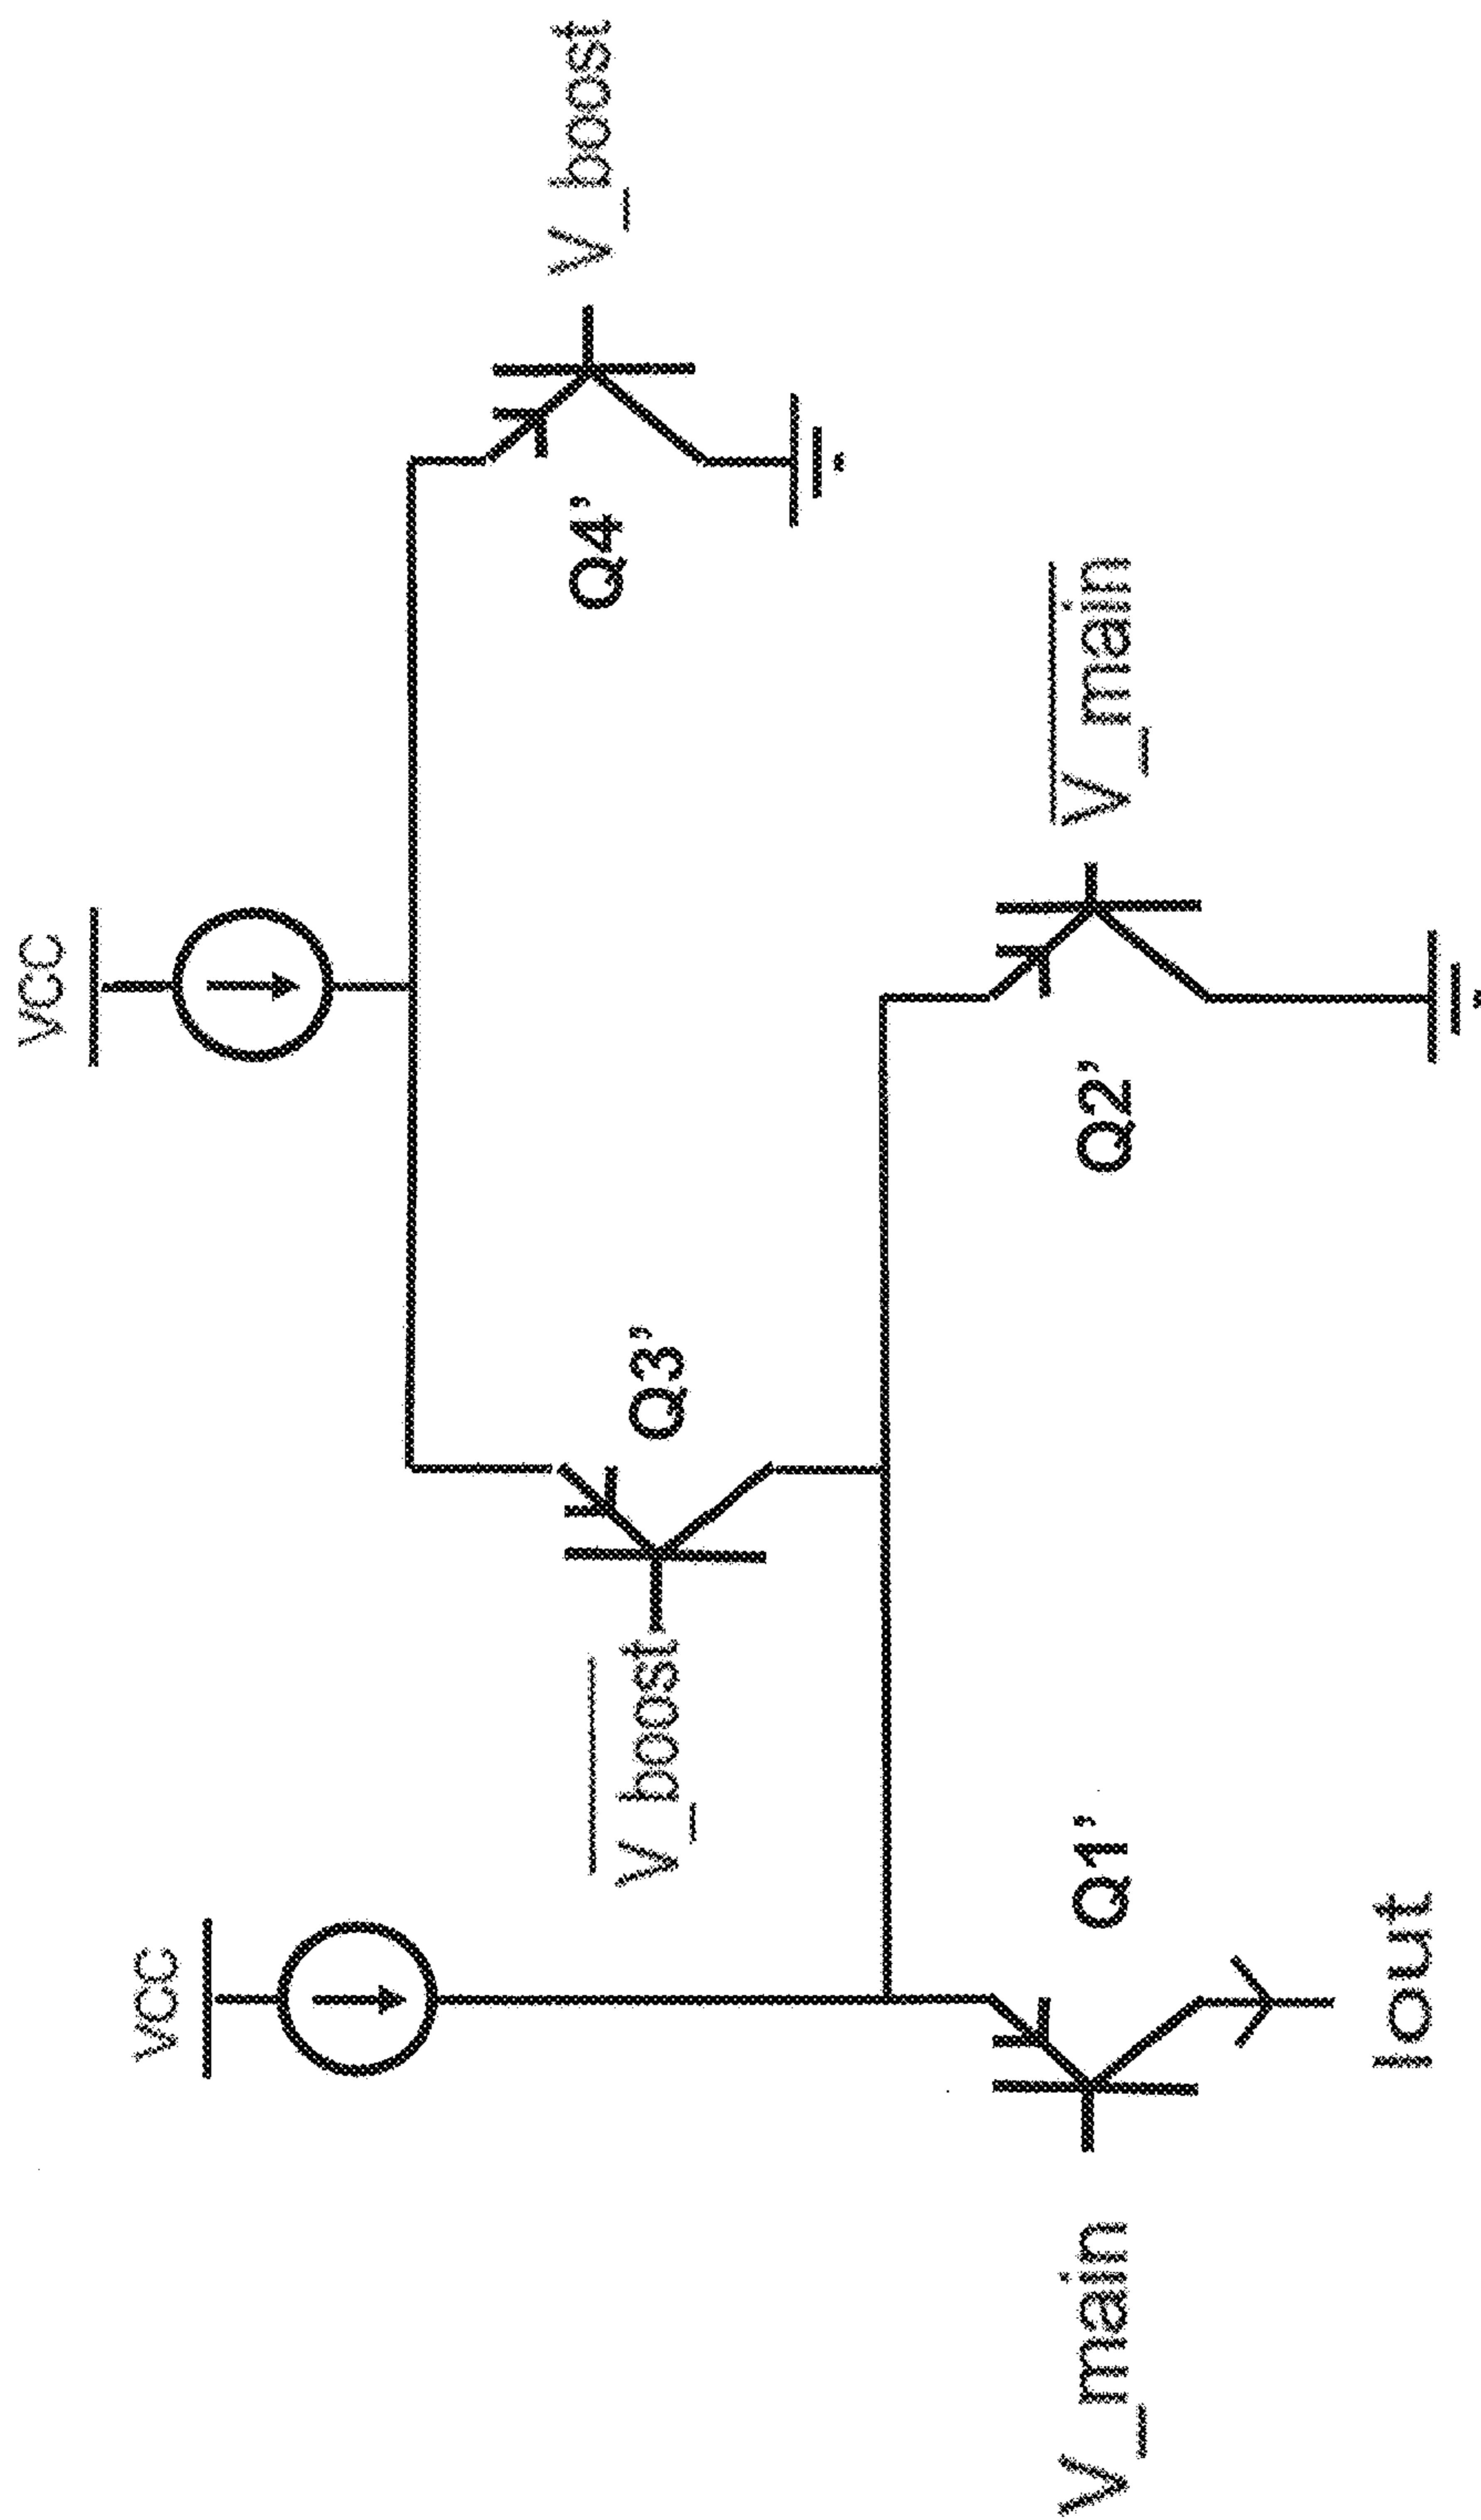 VCC
VCC
V_boost
Q3'
Q4'
V_boost
V_main
Q1'
Q2'
V_main
Iout